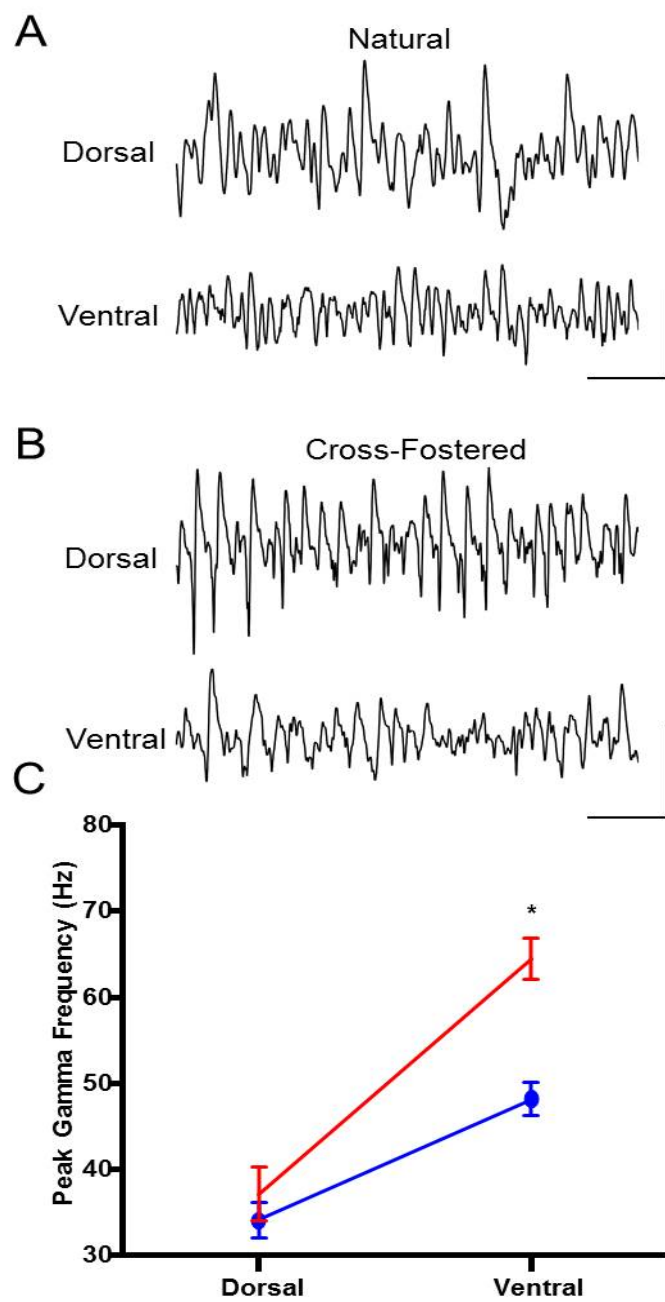 A
Natural
Dorsal
Ventral
B
Cross-Fostered
Dorsal
Ventral
C
Peak Gamma Frequency (Hz)
80
70
60
50
40
30
*
Dorsal
Ventral